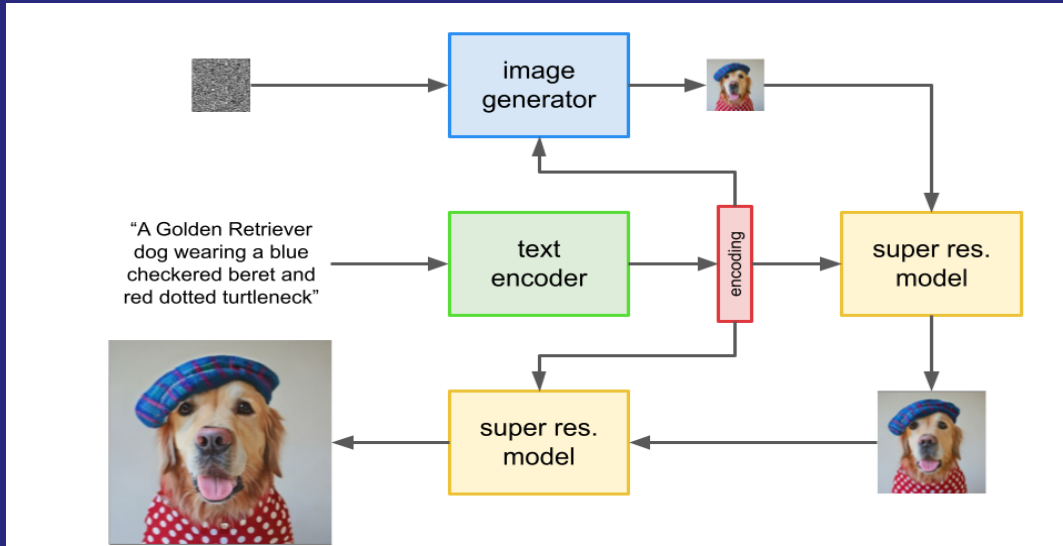 image
generator
“A Golden Retriever
dog wearing a blue
checkered beret and
red dotted turtleneck”
text
encoder
encoding
super res.
model
super res.
model